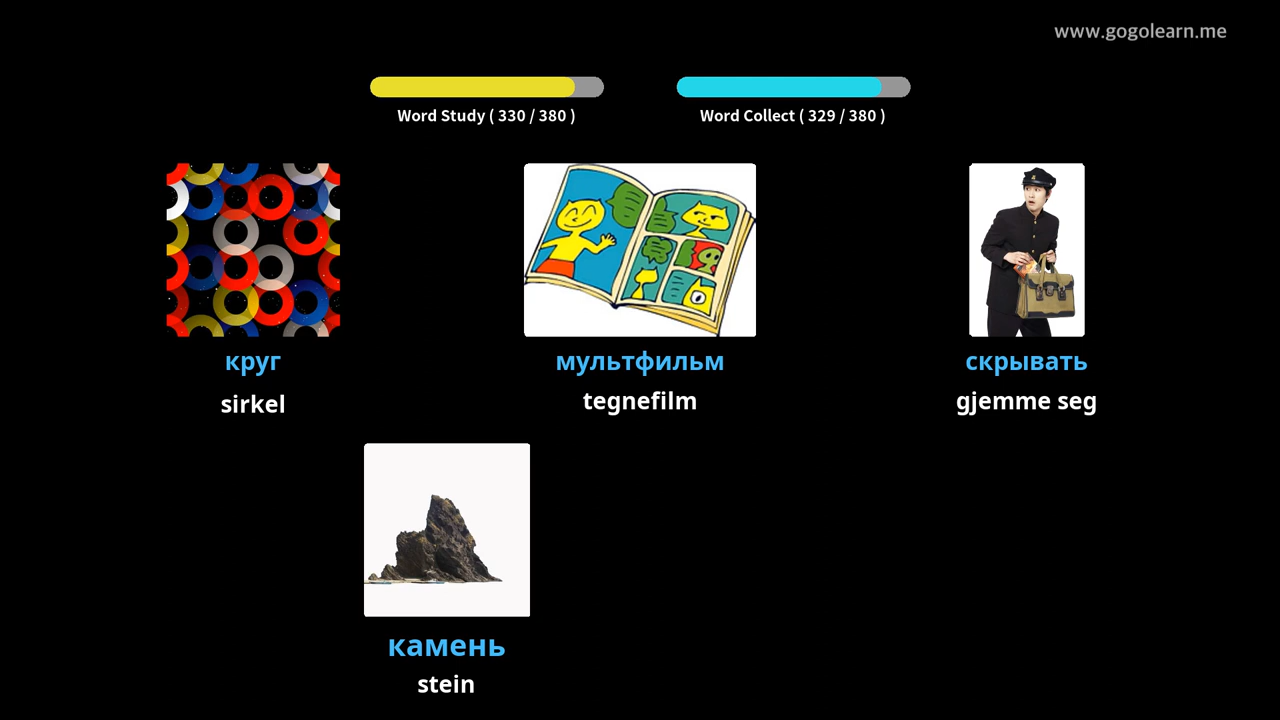 www.gogolearn.me
Word Study ( 330 / 380 )
Word Collect ( 329 / 380 )
круг
мультфильм
скрывать
sirkel
tegnefilm
gjemme seg
камень
stein